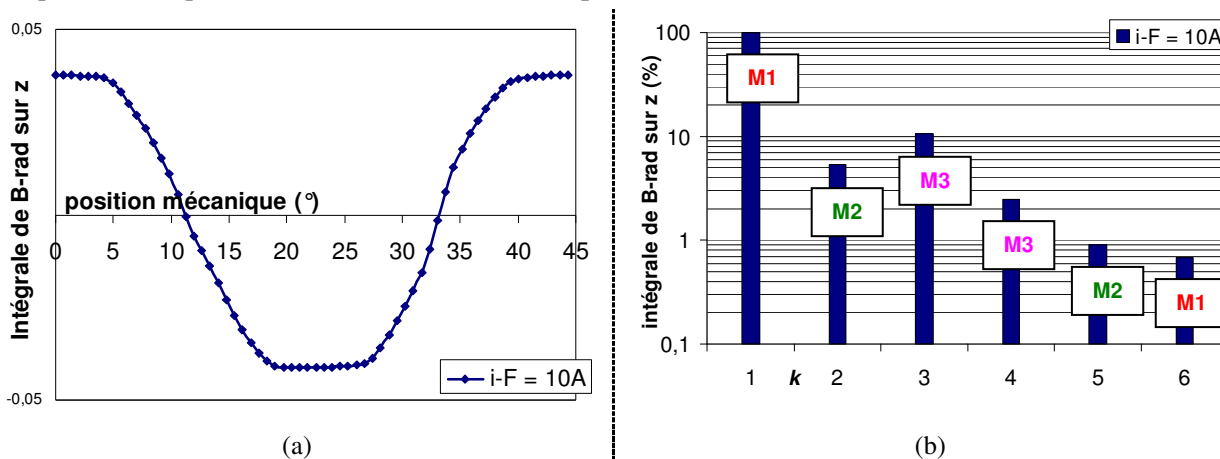 Intégrale de B-rad sur z
0,05
-0,05
position mécanique (°)
0 5 10 15 20 25 30 35 40 45
i-F = 10A
(a)
intégrale de B-rad sur z (%)
100
10
1
0,1
i-F = 10A
M1
M2
M3
M3
M2
M1
1 k 2 3 4 5 6
(b)